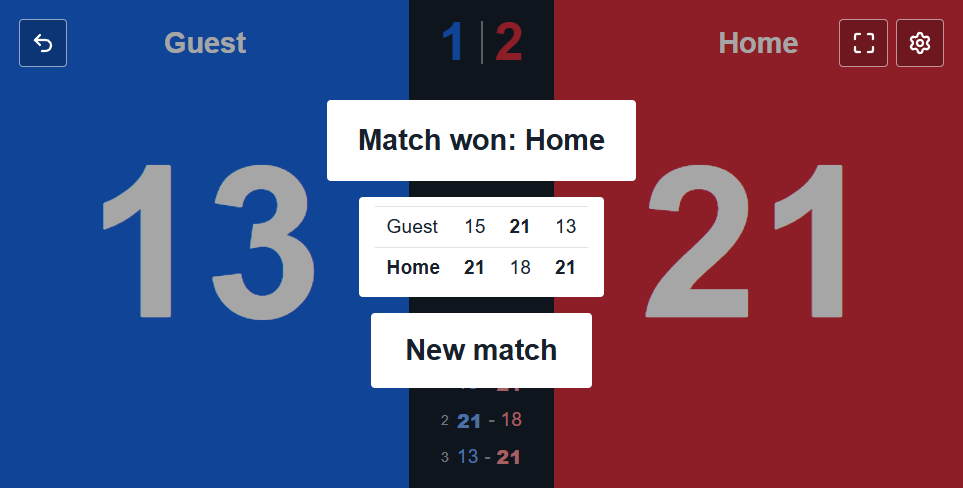 Guest 1 2 Home
Match won: Home
13 21
Guest 15 21 13
Home 21 18 21
New match
2 21 - 18
3 13 - 21